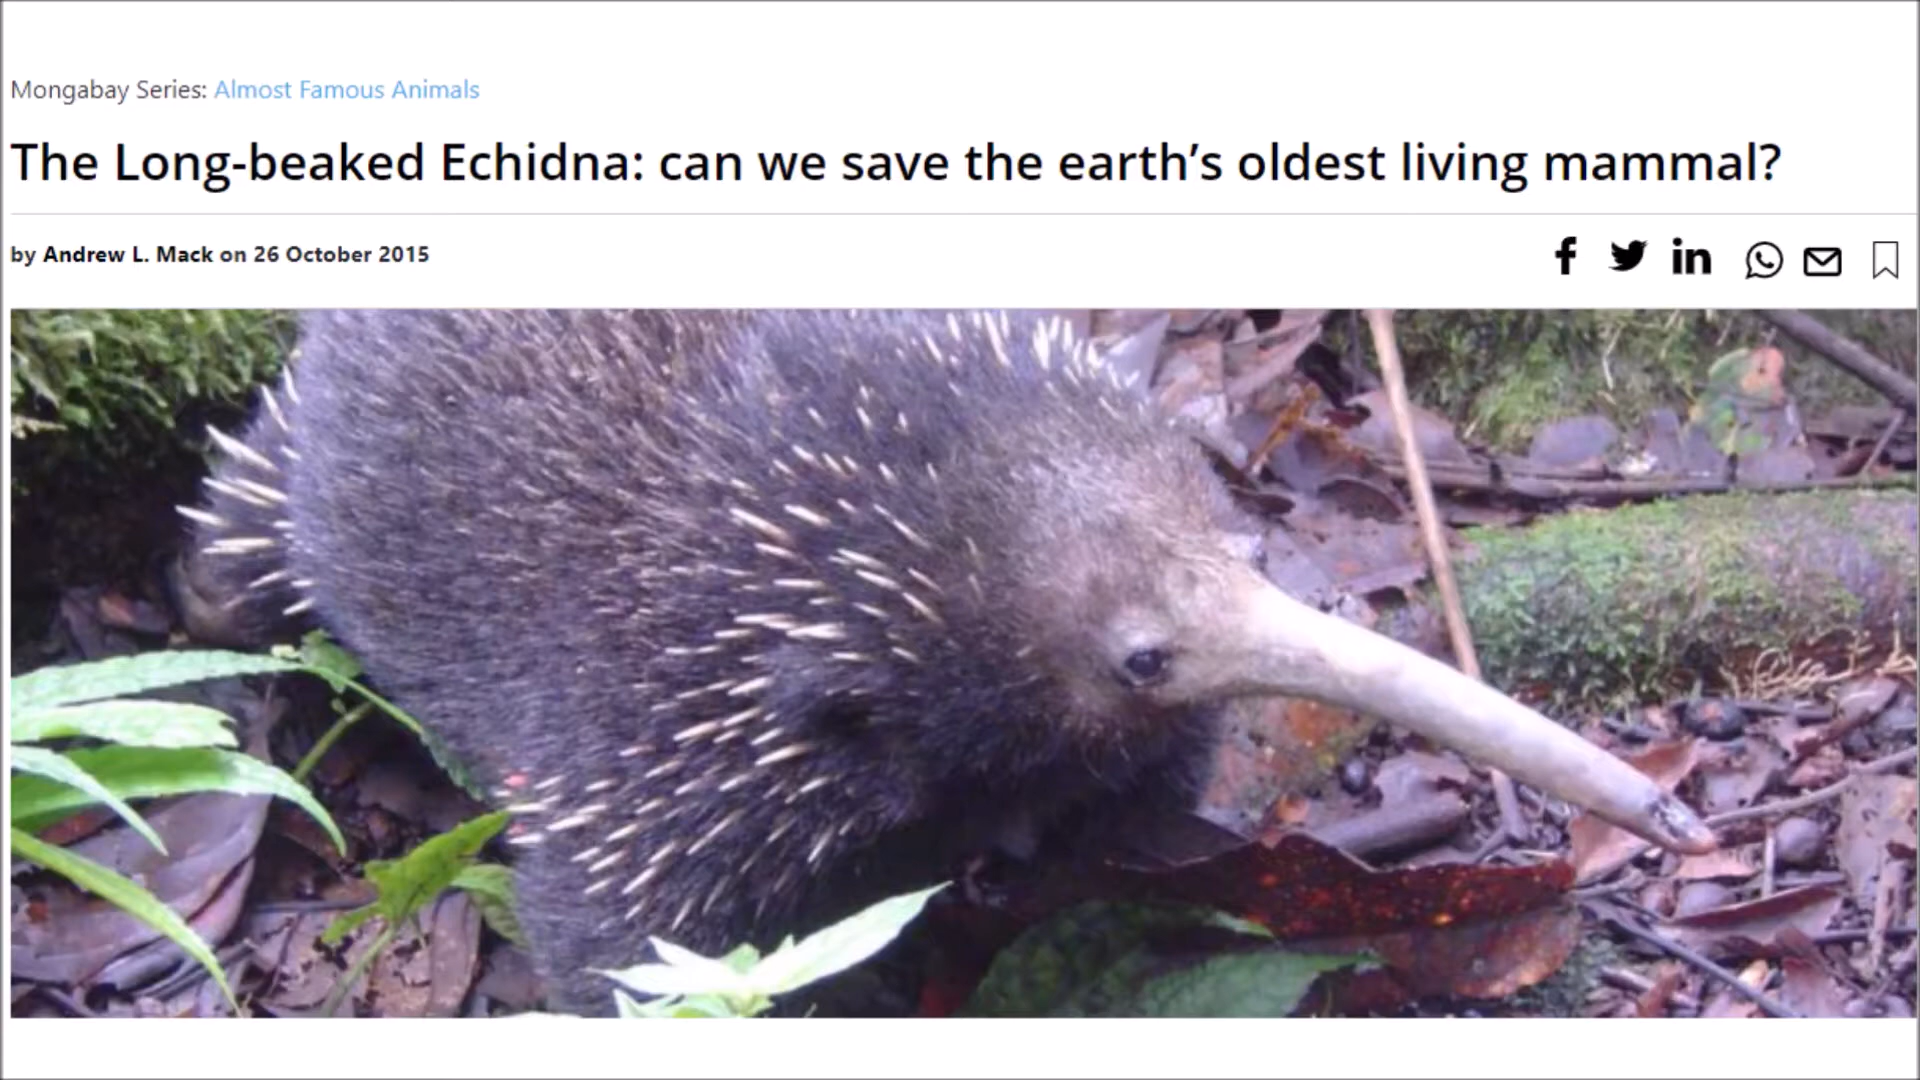 Mongabay Series: Almost Famous Animals
The Long-beaked Echidna: can we save the earth’s oldest living mammal?
by Andrew L. Mack on 26 October 2015